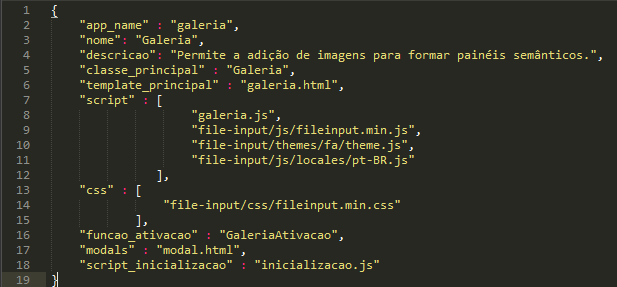 1 {
2 "app_name" : "galeria",
3 "nome": "Galeria",
4 "descricao": "Permite a adição de imagens para formar painéis semânticos.",
5 "classe_principal" : "Galeria",
6 "template_principal" : "galeria.html",
7 "script" : [
8 "galeria.js",
9 "file-input/js/fileinput.min.js",
10 "file-input/themes/fa/theme.js",
11 "file-input/js/locales/pt-BR.js"
12 ],
13 "css" : [
14 "file-input/css/fileinput.min.css"
15 ],
16 "funcao_ativacao" : "GaleriaAtivacao",
17 "modals" : "modal.html",
18 "script_inicializacao" : "inicializacao.js"
19 }